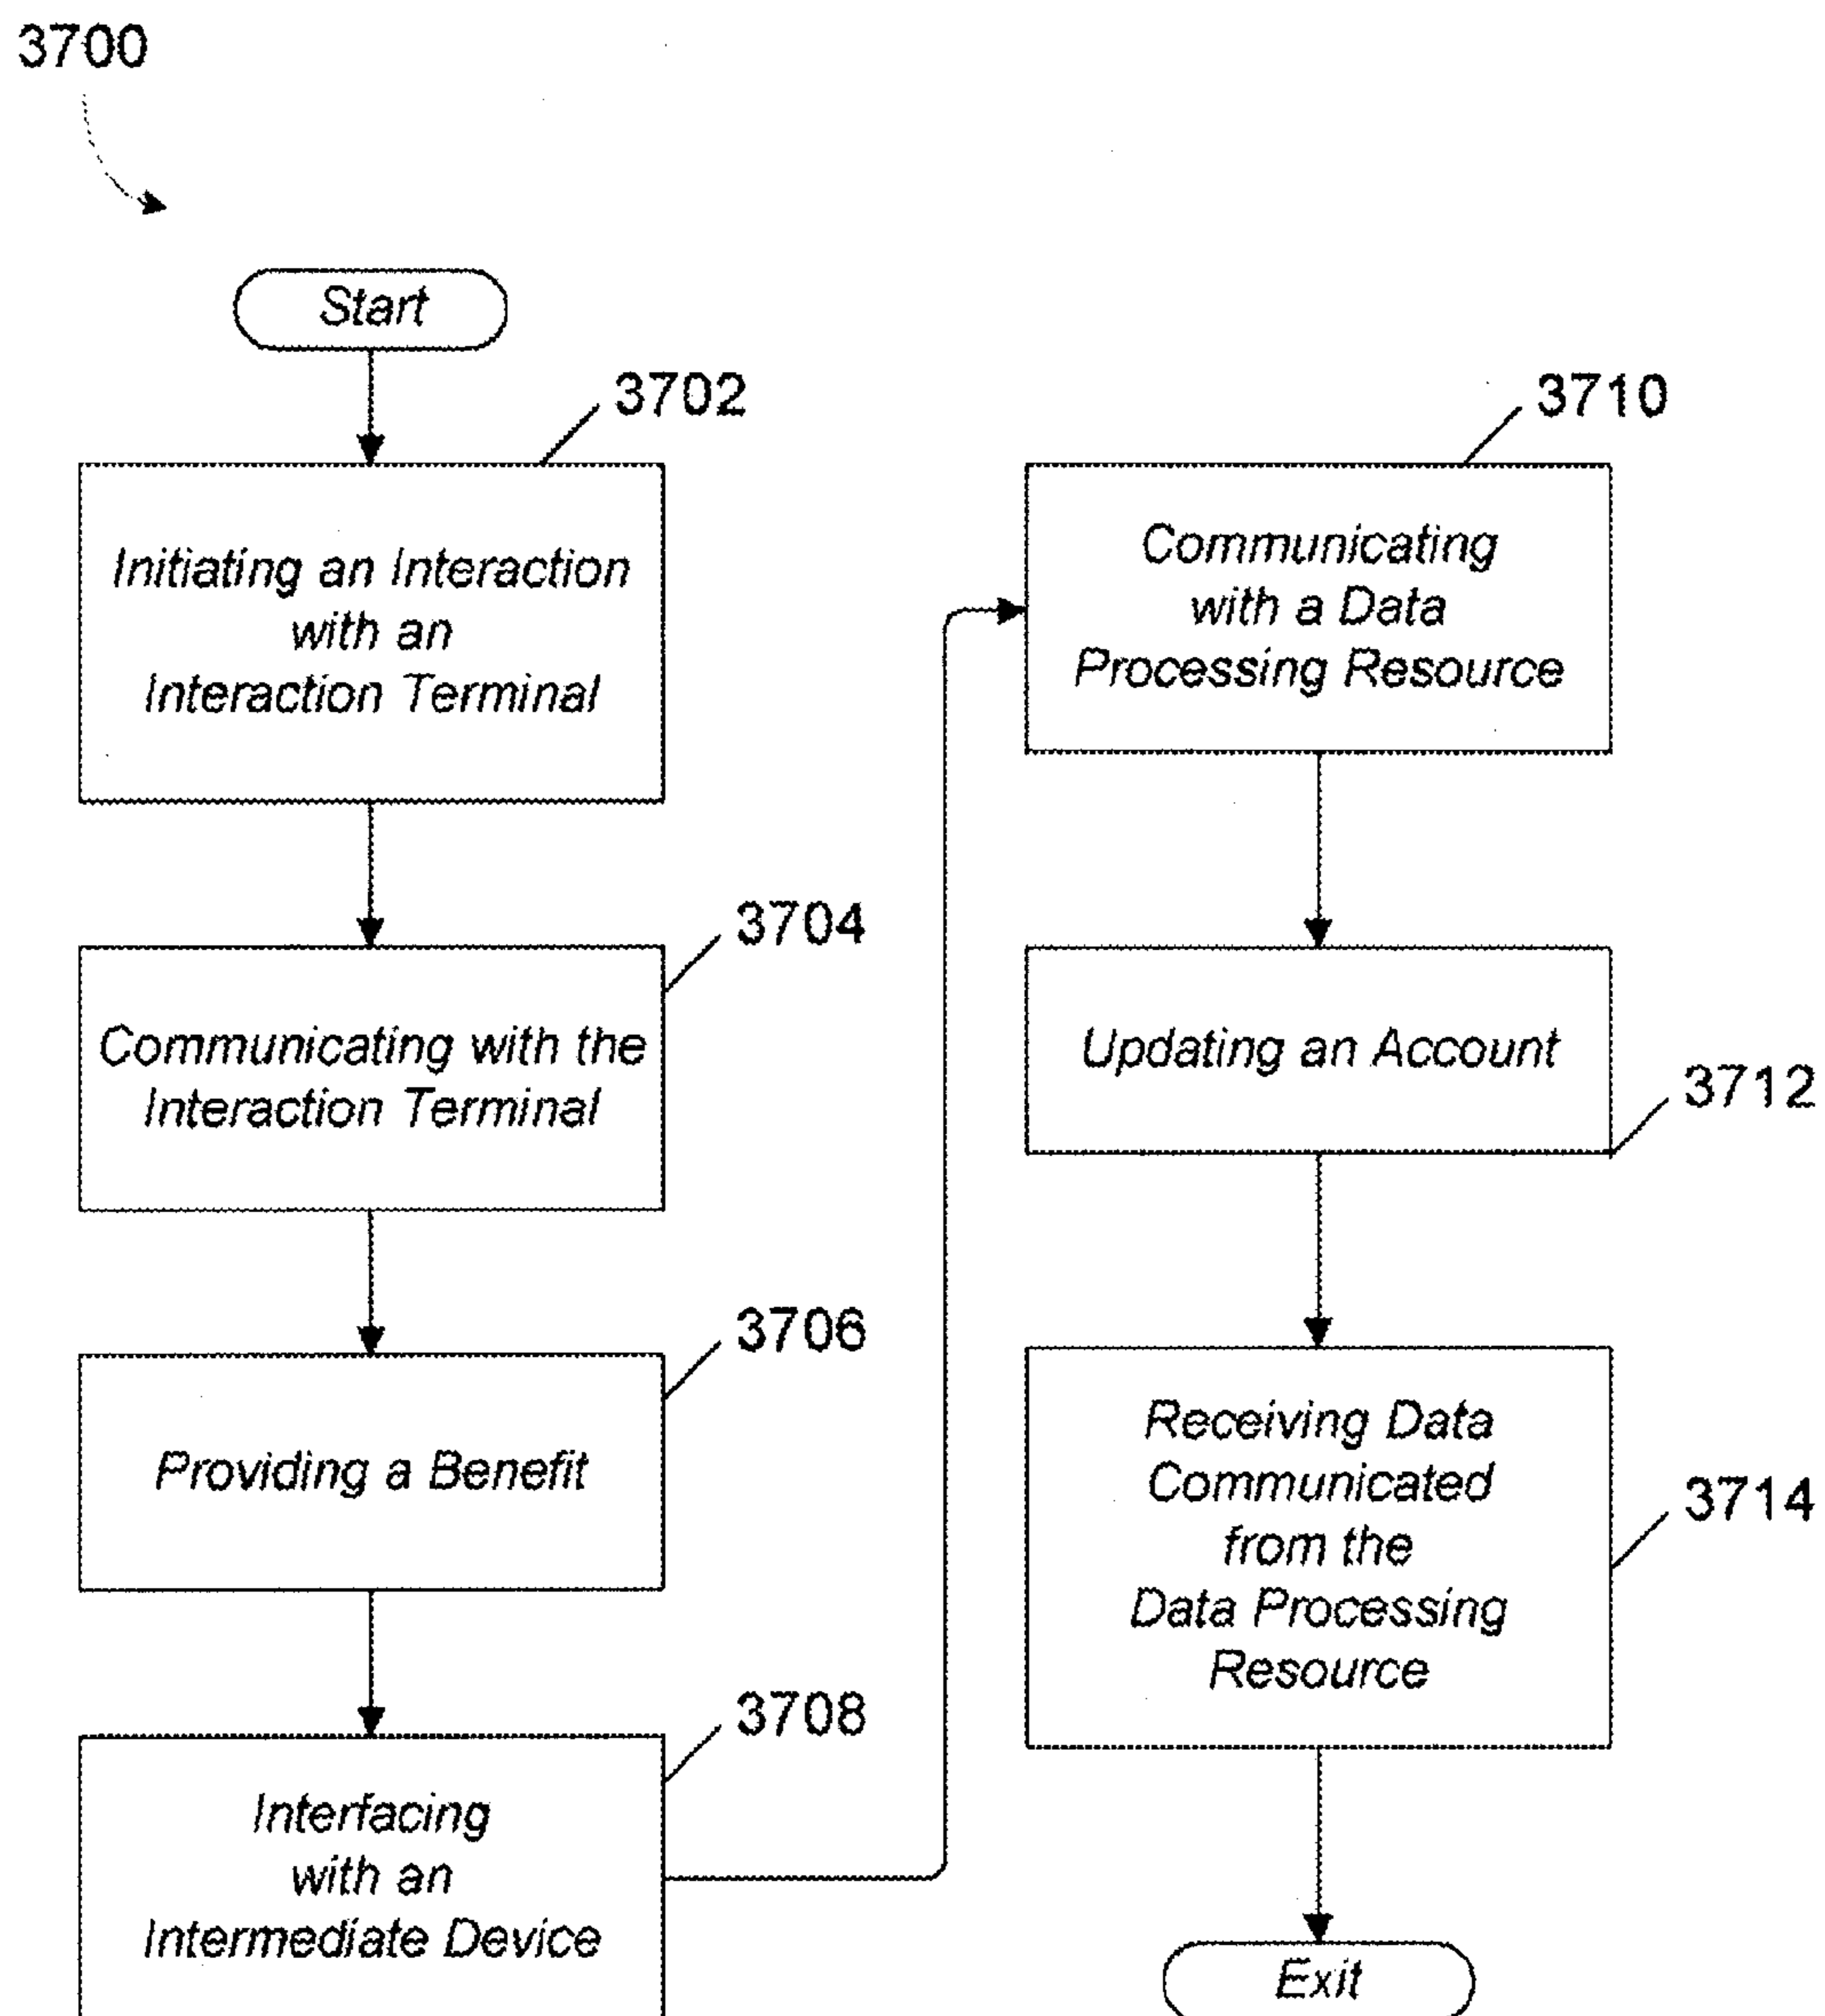 3700
Start
3702
Initiating an Interaction
with an
Interaction Terminal
3704
Communicating with the
Interaction Terminal
3706
Providing a Benefit
3708
Interfacing
with an
Intermediate Device
3710
Communicating
with a Data
Processing Resource
Updating an Account
3712
Receiving Data
Communicated
from the
Data Processing
Resource
3714
Exit